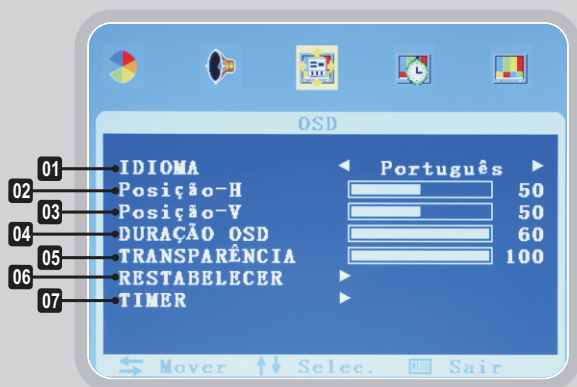 OSD
01 IDIOMA Português
02 Posição-H 50
03 Posição-V 50
04 DURAÇÃO OSD 60
05 TRANSPARÊNCIA 100
06 RESTABELECER
07 TIMER
Mover Selec. MENU Sair